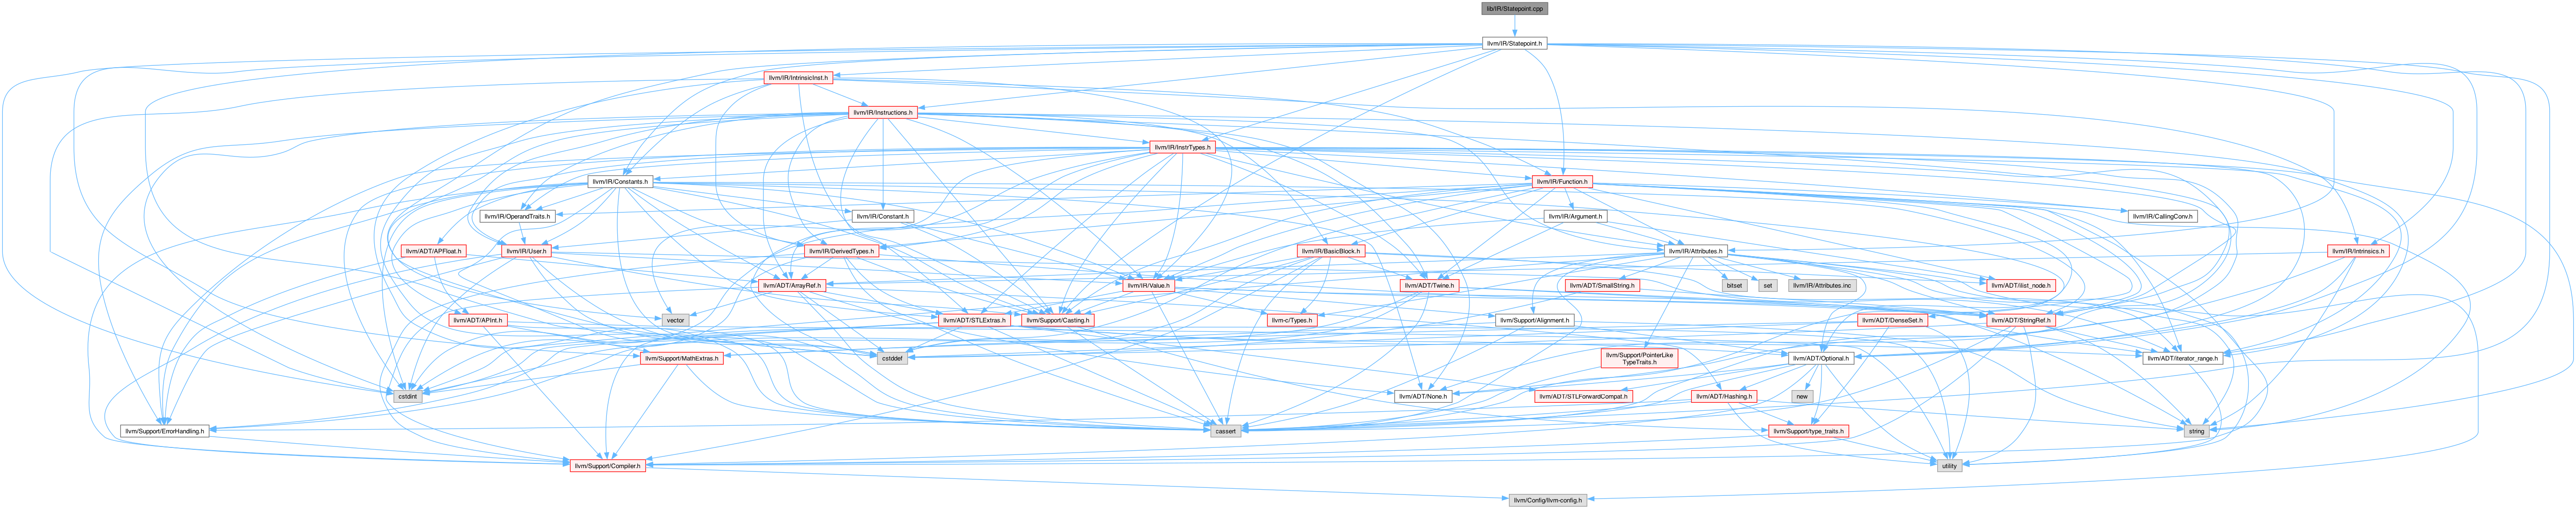 lib/IR/Statepoint.cpp
llvm/IR/Statepoint.h
llvm/IR/IntrinsicInst.h
llvm/IR/Instructions.h
llvm/IR/InstrTypes.h
llvm/IR/Constants.h
llvm/IR/Function.h
llvm/IR/OperandTraits.h
llvm/IR/Constant.h
llvm/IR/Argument.h
llvm/IR/CallingConv.h
llvm/ADT/APFloat.h
llvm/IR/User.h
llvm/IR/DerivedTypes.h
llvm/IR/BasicBlock.h
llvm/IR/Attributes.h
llvm/IR/Intrinsics.h
llvm/ADT/ArrayRef.h
llvm/IR/Value.h
llvm/ADT/Twine.h
llvm/ADT/SmallString.h
bitset
set
llvm/IR/Attributes.inc
llvm/ADT/ilist_node.h
vector
llvm/ADT/APInt.h
llvm/ADT/STLExtras.h
llvm/Support/Casting.h
llvm-c/Types.h
llvm/Support/Alignment.h
llvm/ADT/DenseSet.h
llvm/ADT/StringRef.h
llvm/Support/MathExtras.h
cstddef
llvm/Support/PointerLike
TypeTraits.h
llvm/ADT/Optional.h
llvm/ADT/iterator_range.h
cstdint
llvm/ADT/None.h
llvm/ADT/STLForwardCompat.h
llvm/ADT/Hashing.h
new
llvm/Support/ErrorHandling.h
cassert
llvm/Support/type_traits.h
string
llvm/Support/Compiler.h
utility
llvm/Config/llvm-config.h